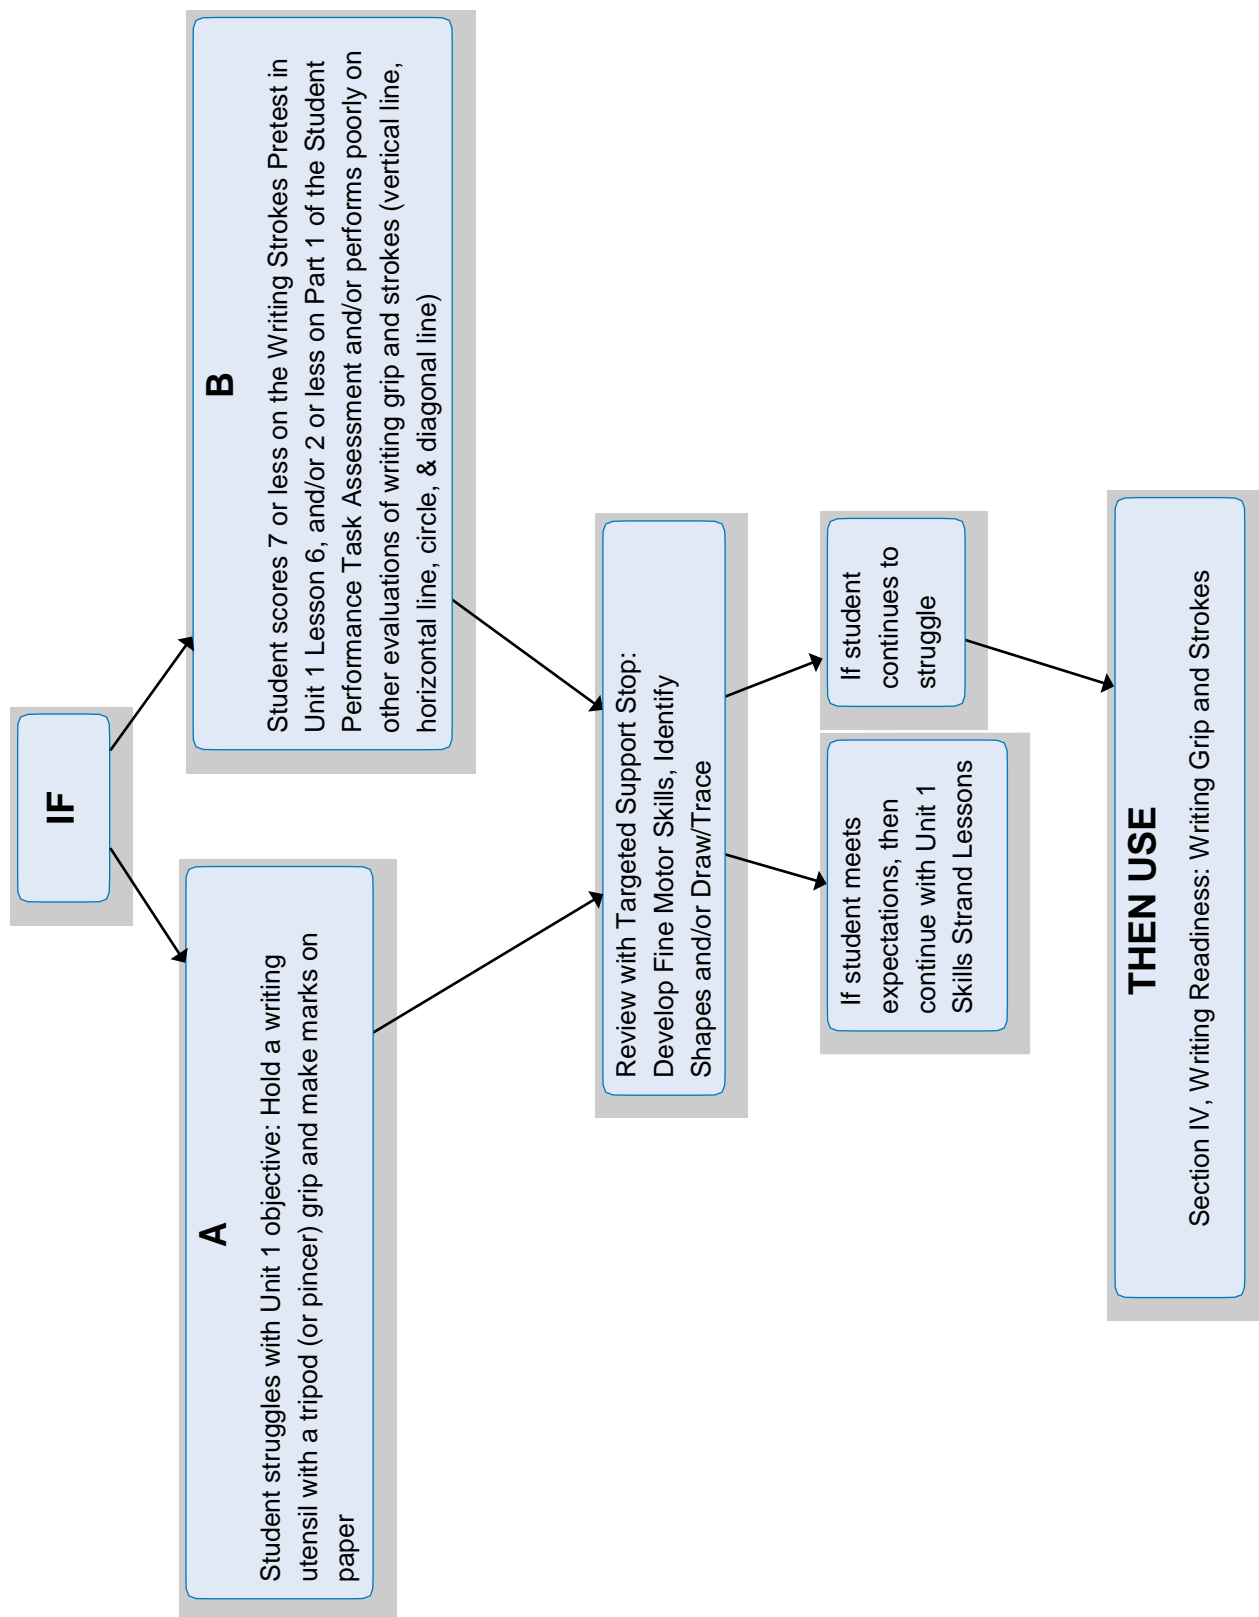 IF
A
Student struggles with Unit 1 objective: Hold a writing
utensil with a tripod (or pincer) grip and make marks on
paper
B
Student scores 7 or less on the Writing Strokes Pretest in
Unit 1 Lesson 6, and/or 2 or less on Part 1 of the Student
Performance Task Assessment and/or performs poorly on
other evaluations of writing grip and strokes (vertical line,
horizontal line, circle, & diagonal line)
Review with Targeted Support Stop:
Develop Fine Motor Skills, Identify
Shapes and/or Draw/Trace
If student meets
expectations, then
continue with Unit 1
Skills Strand Lessons
If student
continues to
struggle
THEN USE
Section IV, Writing Readiness: Writing Grip and Strokes